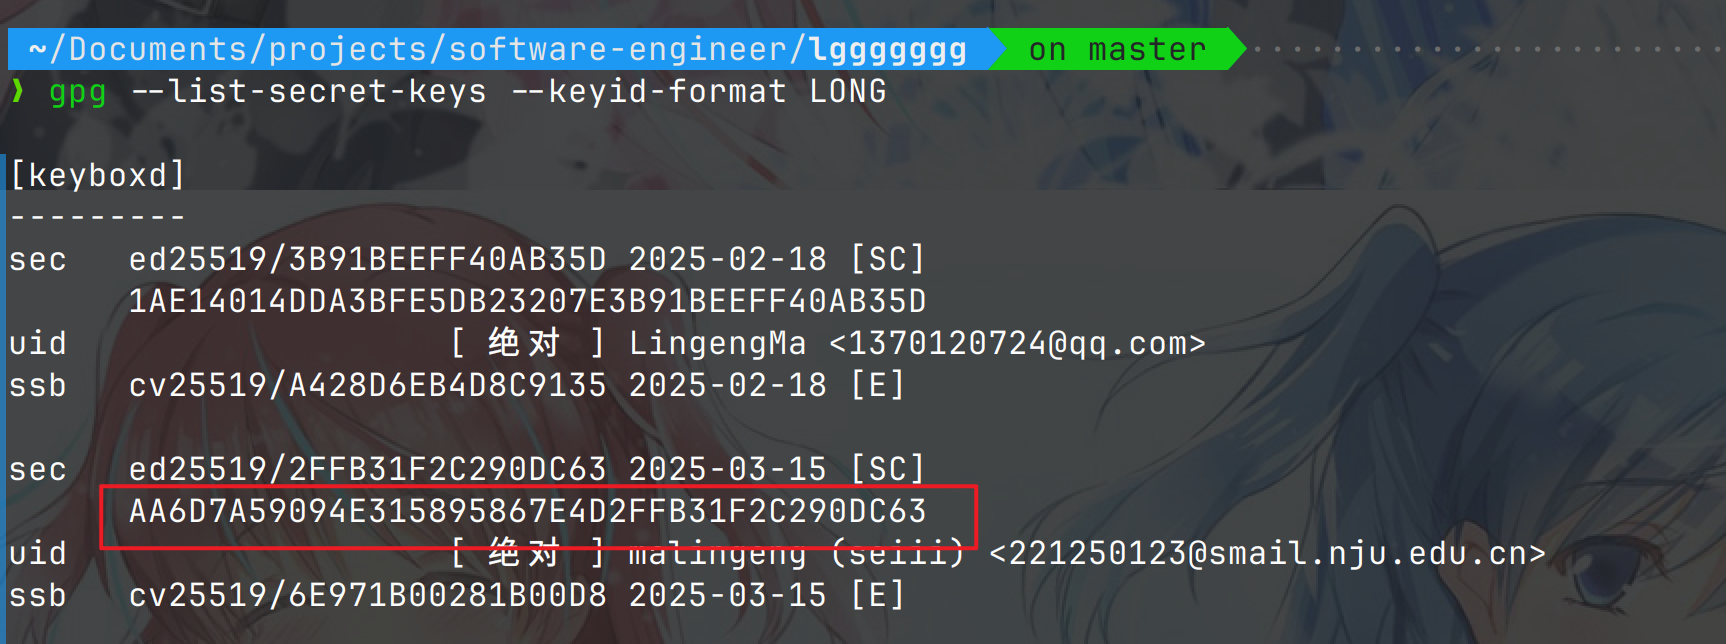 ~/Documents/projects/software-engineer/lggggggg on master
❯ gpg --list-secret-keys --keyid-format LONG
[keyboxd]
---------
sec ed25519/3B91BEEFF40AB35D 2025-02-18 [SC]
1AE14014DDA3BFE5DB23207E3B91BEEFF40AB35D
uid [ 绝对 ] LingengMa <1370120724@qq.com>
ssb cv25519/A428D6EB4D8C9135 2025-02-18 [E]
sec ed25519/2FFB31F2C290DC63 2025-03-15 [SC]
AA6D7A59094E315895867E4D2FFB31F2C290DC63
uid [ 绝对 ] malingeng (seiii) <221250123@smail.nju.edu.cn>
ssb cv25519/6E971B00281B00D8 2025-03-15 [E]